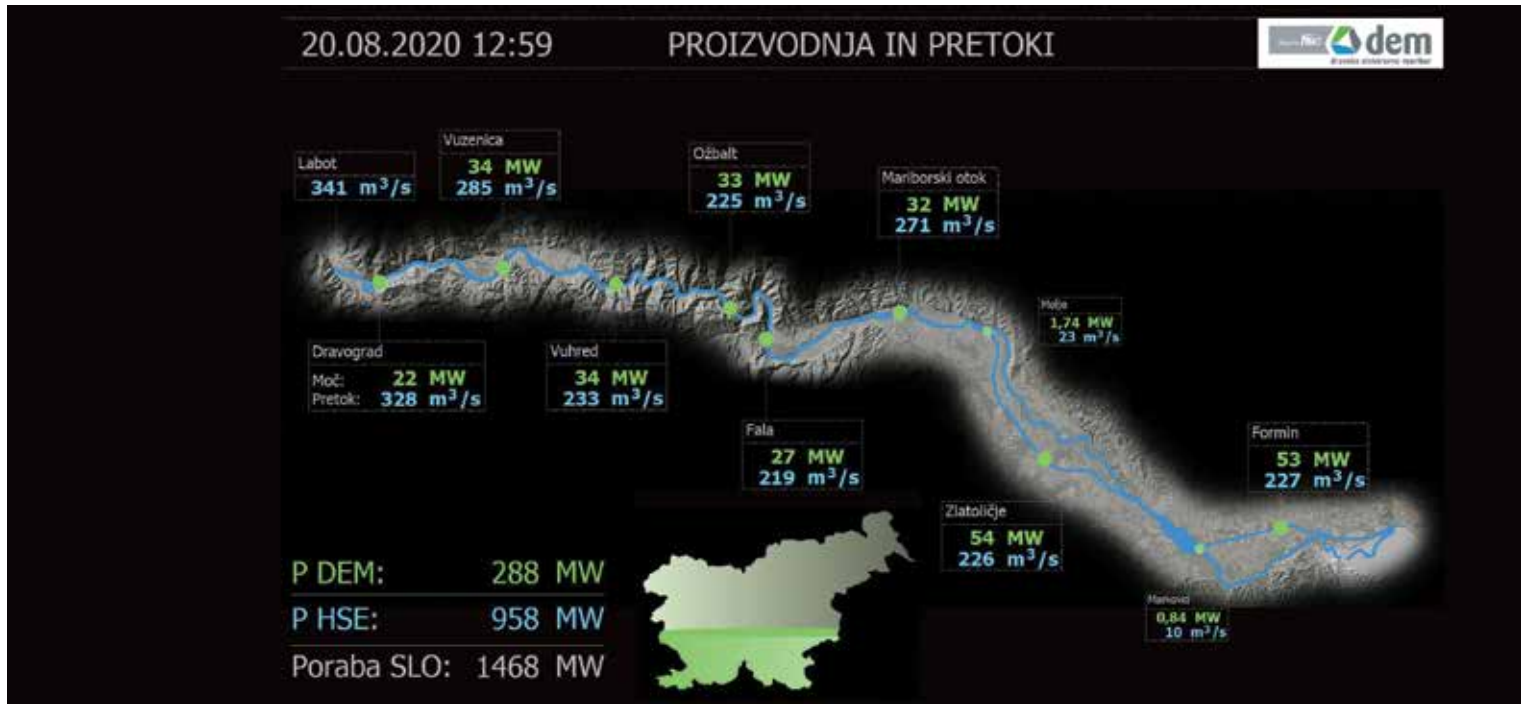 20.08.2020 12:59
PROIZVODNJA IN PRETOKI
dem
Labot
341 m³/s
Vuzenica
34 MW
285 m³/s
Ožbalt
33 MW
225 m³/s
Mariborski otok
32 MW
271 m³/s
1,74 MW
23 m³/s
Dravograd
Moč: 22 MW
Pretok: 328 m³/s
Vuhred
34 MW
233 m³/s
Fala
27 MW
219 m³/s
Formin
53 MW
227 m³/s
Zlatoličje
54 MW
226 m³/s
0,84 MW
10 m³/s
P DEM: 288 MW
P HSE: 958 MW
Poraba SLO: 1468 MW